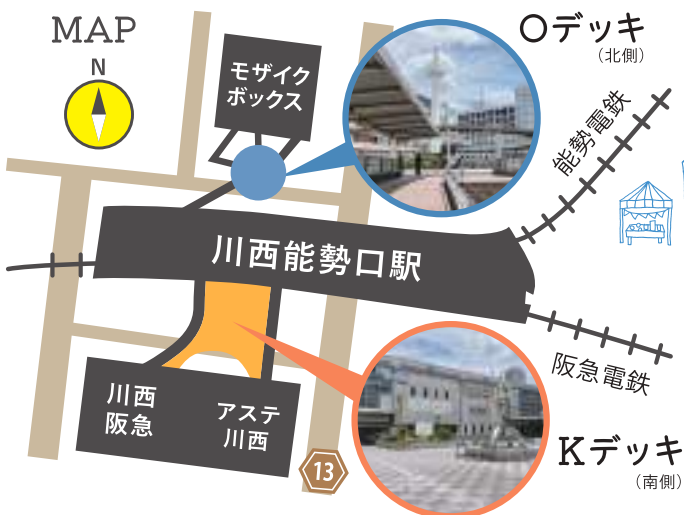 MAP
N
モザイク
ボックス
Oデッキ
（北側）
能勢電鉄
川西能勢口駅
阪急電鉄
川西
阪急
アステ
川西
13
Kデッキ
（南側）